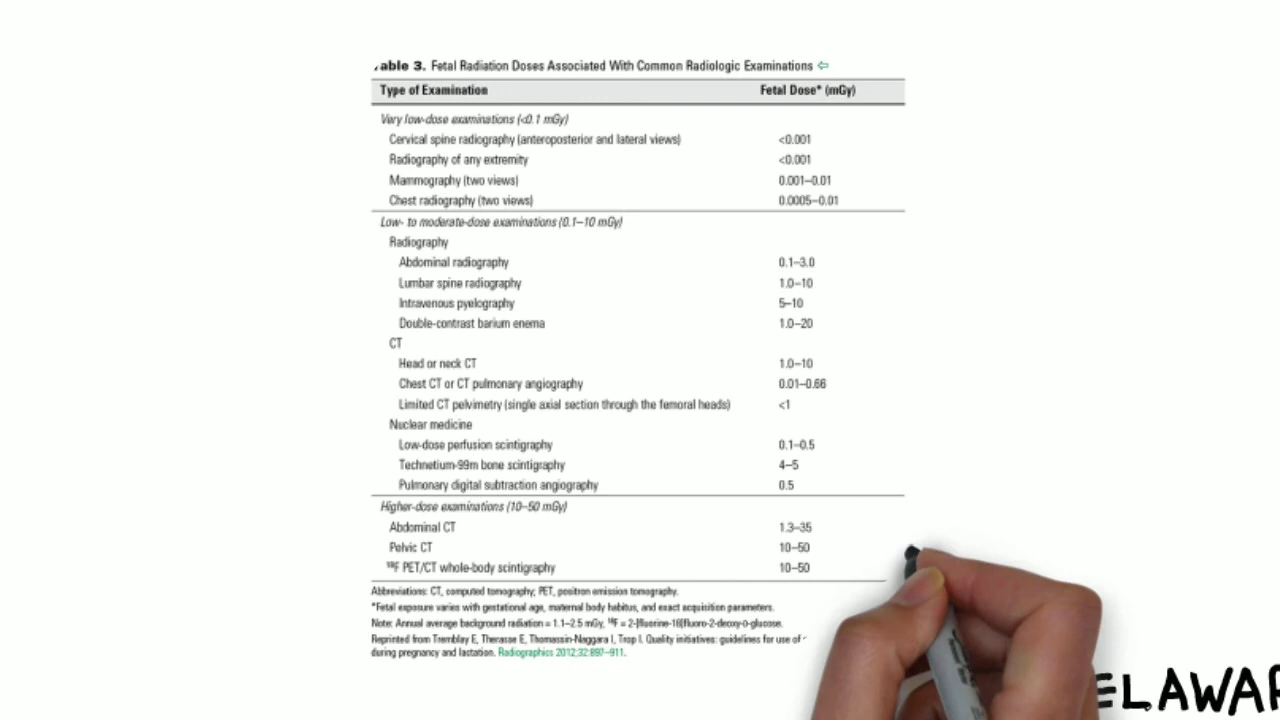 able 3. Fetal Radiation Doses Associated With Common Radiologic Examinations ⇦
Type of Examination Fetal Dose* (mGy)
Very low-dose examinations (<0.1 mGy)
Cervical spine radiography (anteroposterior and lateral views) <0.001
Radiography of any extremity <0.001
Mammography (two views) 0.001–0.01
Chest radiography (two views) 0.0005–0.01
Low- to moderate-dose examinations (0.1–10 mGy)
Radiography
Abdominal radiography 0.1–3.0
Lumbar spine radiography 1.0–10
Intravenous pyelography 5–10
Double-contrast barium enema 1.0–20
CT
Head or neck CT 1.0–10
Chest CT or CT pulmonary angiography 0.01–0.66
Limited CT pelvimetry (single axial section through the femoral heads) <1
Nuclear medicine
Low-dose perfusion scintigraphy 0.1–0.5
Technetium-99m bone scintigraphy 4–5
Pulmonary digital subtraction angiography 0.5
Higher-dose examinations (10–50 mGy)
Abdominal CT 1.3–35
Pelvic CT 10–50
¹⁸F PET/CT whole-body scintigraphy 10–50
Abbreviations: CT, computed tomography; PET, positron emission tomography.
*Fetal exposure varies with gestational age, maternal body habitus, and exact acquisition parameters.
Note: Annual average background radiation = 1.1–2.5 mGy, ¹⁸F = 2-[fluorine-18]fluoro-2-deoxy-D-glucose.
Reprinted from Tremblay E, Therasse E, Thomassin-Naggara I, Trop I. Quality initiatives: guidelines for use of
during pregnancy and lactation. Radiographics 2012;32:897–911.
ELAWAR